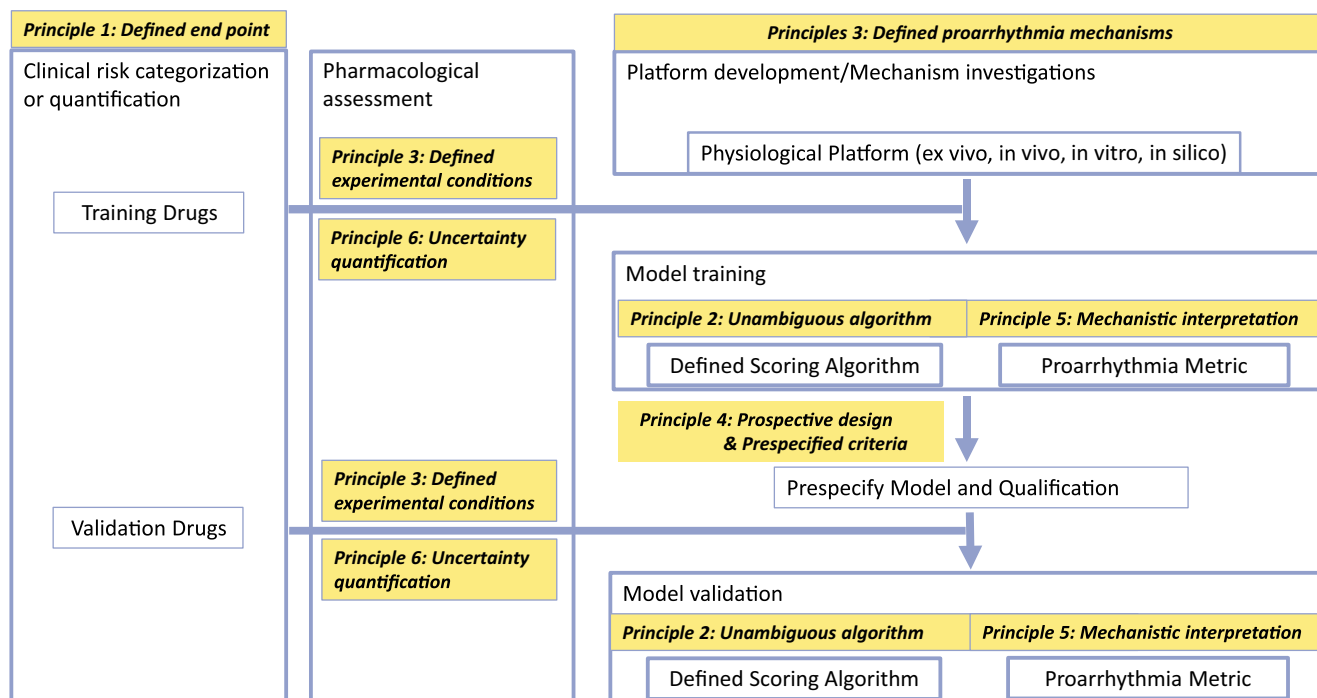 Principle 1: Defined end point
Clinical risk categorization
or quantification
Training Drugs
Validation Drugs
Pharmacological
assessment
Principle 3: Defined
experimental conditions
Principle 6: Uncertainty
quantification
Principle 3: Defined
experimental conditions
Principle 6: Uncertainty
quantification
Principles 3: Defined proarrhythmia mechanisms
Platform development/Mechanism investigations
Physiological Platform (ex vivo, in vivo, in vitro, in silico)
Model training
Principle 2: Unambiguous algorithm
Principle 5: Mechanistic interpretation
Defined Scoring Algorithm
Proarrhythmia Metric
Principle 4: Prospective design
& Prespecified criteria
Prespecify Model and Qualification
Model validation
Principle 2: Unambiguous algorithm
Principle 5: Mechanistic interpretation
Defined Scoring Algorithm
Proarrhythmia Metric